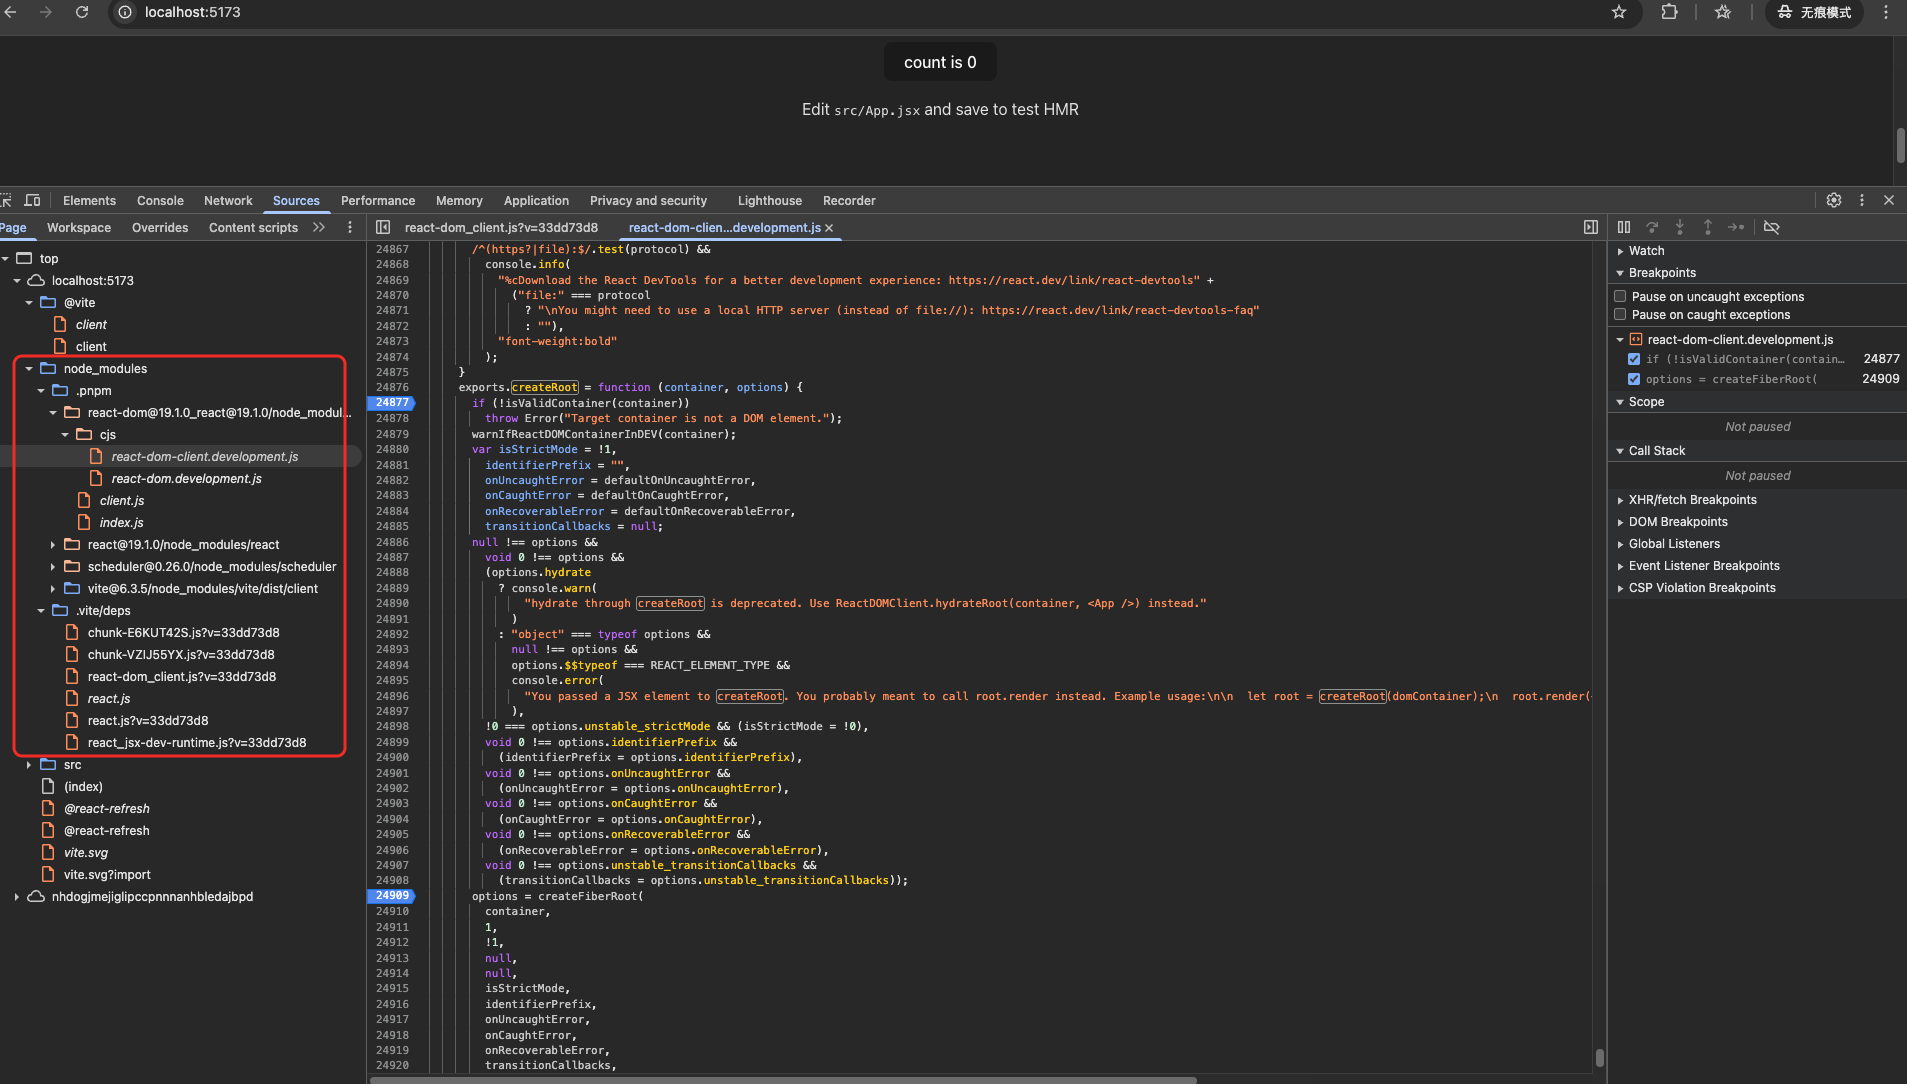 localhost:5173
无痕模式
count is 0
Edit src/App.jsx and save to test HMR
Elements Console Network Sources Performance Memory Application Privacy and security Lighthouse Recorder
Page Workspace Overrides Content scripts
react-dom_client.js?v=33dd73d8 react-dom-clien...development.js
top
localhost:5173
@vite
client
client
node_modules
.pnpm
react-dom@19.1.0_react@19.1.0/node_modul...
cjs
react-dom-client.development.js
react-dom.development.js
client.js
index.js
react@19.1.0/node_modules/react
scheduler@0.26.0/node_modules/scheduler
vite@6.3.5/node_modules/vite/dist/client
.vite/deps
chunk-E6KUT42S.js?v=33dd73d8
chunk-VZIJ55YX.js?v=33dd73d8
react-dom_client.js?v=33dd73d8
react.js
react.js?v=33dd73d8
react_jsx-dev-runtime.js?v=33dd73d8
src
(index)
@react-refresh
@react-refresh
vite.svg
vite.svg?import
nhdogjmejiglipccpnnnanhbledajbpd
24867 /^(https?|file):$/.test(protocol) &&
24868 console.info(
24869 "%cDownload the React DevTools for a better development experience: https://react.dev/link/react-devtools" +
24870 ("file:" === protocol
24871 ? "\nYou might need to use a local HTTP server (instead of file://): https://react.dev/link/react-devtools-faq"
24872 : ""),
24873 "font-weight:bold"
24874 );
24875 }
24876 exports.createRoot = function (container, options) {
24877 if (!isValidContainer(container))
24878 throw Error("Target container is not a DOM element.");
24879 warnIfReactDOMContainerInDEV(container);
24880 var isStrictMode = !1,
24881 identifierPrefix = "",
24882 onUncaughtError = defaultOnUncaughtError,
24883 onCaughtError = defaultOnCaughtError,
24884 onRecoverableError = defaultOnRecoverableError,
24885 transitionCallbacks = null;
24886 null !== options &&
24887 void 0 !== options &&
24888 (options.hydrate
24889 ? console.warn(
24890 "hydrate through createRoot is deprecated. Use ReactDOMClient.hydrateRoot(container, <App />) instead."
24891 )
24892 : "object" === typeof options &&
24893 null !== options &&
24894 options.$$typeof === REACT_ELEMENT_TYPE &&
24895 console.error(
24896 "You passed a JSX element to createRoot. You probably meant to call root.render instead. Example usage:\n\n  let root = createRoot(domContainer);\n  root.render(
24897 ),
24898 !0 === options.unstable_strictMode && (isStrictMode = !0),
24899 void 0 !== options.identifierPrefix &&
24900 (identifierPrefix = options.identifierPrefix),
24901 void 0 !== options.onUncaughtError &&
24902 (onUncaughtError = options.onUncaughtError),
24903 void 0 !== options.onCaughtError &&
24904 (onCaughtError = options.onCaughtError),
24905 void 0 !== options.onRecoverableError &&
24906 (onRecoverableError = options.onRecoverableError),
24907 void 0 !== options.unstable_transitionCallbacks &&
24908 (transitionCallbacks = options.unstable_transitionCallbacks));
24909 options = createFiberRoot(
24910 container,
24911 1,
24912 !1,
24913 null,
24914 null,
24915 isStrictMode,
24916 identifierPrefix,
24917 onUncaughtError,
24918 onCaughtError,
24919 onRecoverableError,
24920 transitionCallbacks,
Watch
Breakpoints
Pause on uncaught exceptions
Pause on caught exceptions
react-dom-client.development.js
if (!isValidContainer(contain... 24877
options = createFiberRoot( 24909
Scope
Not paused
Call Stack
Not paused
XHR/fetch Breakpoints
DOM Breakpoints
Global Listeners
Event Listener Breakpoints
CSP Violation Breakpoints